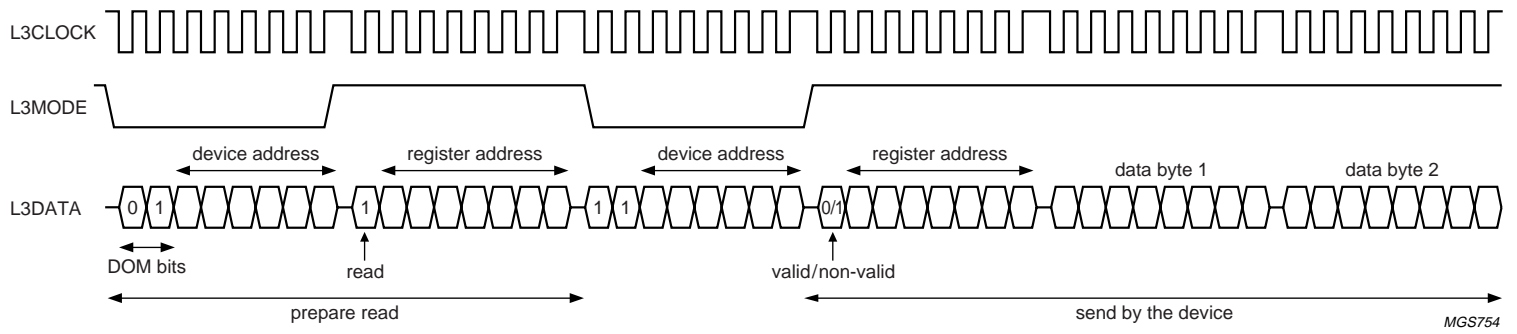 L3CLOCK
L3MODE
device address register address device address register address data byte 1 data byte 2
L3DATA 0 1 1 1 1 0/1
DOM bits read valid/non-valid
prepare read send by the device
MGS754